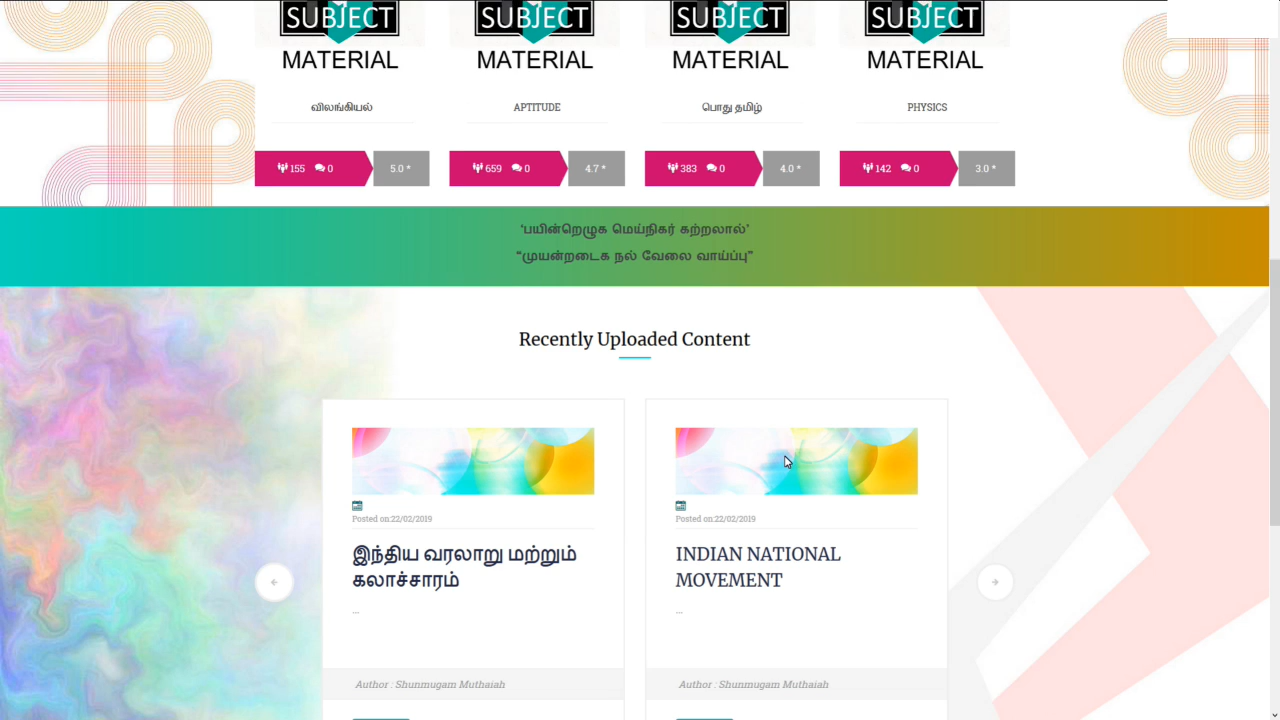 SUBJECT SUBJECT SUBJECT SUBJECT
MATERIAL MATERIAL MATERIAL MATERIAL
விலங்கியல் APTITUDE பொது தமிழ் PHYSICS
155 0 5.0 * 659 0 4.7 * 383 0 4.0 * 142 0 3.0 *
‘பயின்றெழுக மெய்நிகர் கற்றலால்’
“முயன்றடைக நல் வேலை வாய்ப்பு”
Recently Uploaded Content
Posted on:22/02/2019
இந்திய வரலாறு மற்றும்
கலாச்சாரம்
...
Author : Shunmugam Muthaiah
Posted on:22/02/2019
INDIAN NATIONAL
MOVEMENT
...
Author : Shunmugam Muthaiah